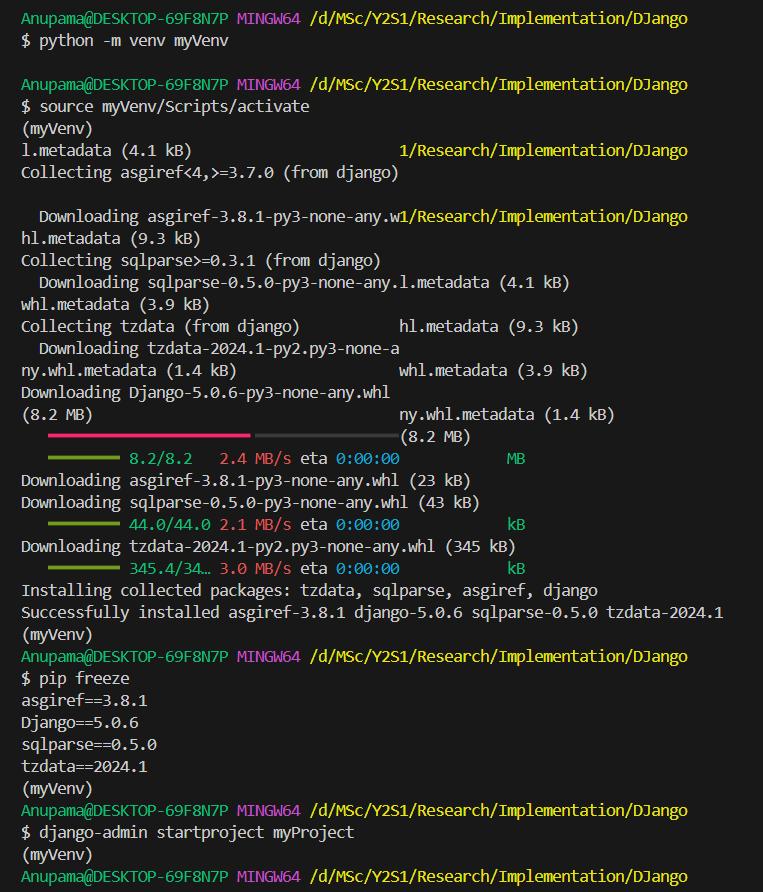 Anupama@DESKTOP-69F8N7P MINGW64 /d/MSc/Y2S1/Research/Implementation/DJango
$ python -m venv myVenv
Anupama@DESKTOP-69F8N7P MINGW64 /d/MSc/Y2S1/Research/Implementation/DJango
$ source myVenv/Scripts/activate
(myVenv)
l.metadata (4.1 kB) 1/Research/Implementation/DJango
Collecting asgiref<4,>=3.7.0 (from django)
Downloading asgiref-3.8.1-py3-none-any.w1/Research/Implementation/DJango
hl.metadata (9.3 kB)
Collecting sqlparse>=0.3.1 (from django)
Downloading sqlparse-0.5.0-py3-none-any.l.metadata (4.1 kB)
whl.metadata (3.9 kB)
Collecting tzdata (from django) hl.metadata (9.3 kB)
Downloading tzdata-2024.1-py2.py3-none-a
ny.whl.metadata (1.4 kB) whl.metadata (3.9 kB)
Downloading Django-5.0.6-py3-none-any.whl
(8.2 MB) ny.whl.metadata (1.4 kB)
(8.2 MB)
8.2/8.2 2.4 MB/s eta 0:00:00 MB
Downloading asgiref-3.8.1-py3-none-any.whl (23 kB)
Downloading sqlparse-0.5.0-py3-none-any.whl (43 kB)
44.0/44.0 2.1 MB/s eta 0:00:00 kB
Downloading tzdata-2024.1-py2.py3-none-any.whl (345 kB)
345.4/34… 3.0 MB/s eta 0:00:00 kB
Installing collected packages: tzdata, sqlparse, asgiref, django
Successfully installed asgiref-3.8.1 django-5.0.6 sqlparse-0.5.0 tzdata-2024.1
(myVenv)
Anupama@DESKTOP-69F8N7P MINGW64 /d/MSc/Y2S1/Research/Implementation/DJango
$ pip freeze
asgiref==3.8.1
Django==5.0.6
sqlparse==0.5.0
tzdata==2024.1
(myVenv)
Anupama@DESKTOP-69F8N7P MINGW64 /d/MSc/Y2S1/Research/Implementation/DJango
$ django-admin startproject myProject
(myVenv)
Anupama@DESKTOP-69F8N7P MINGW64 /d/MSc/Y2S1/Research/Implementation/DJango